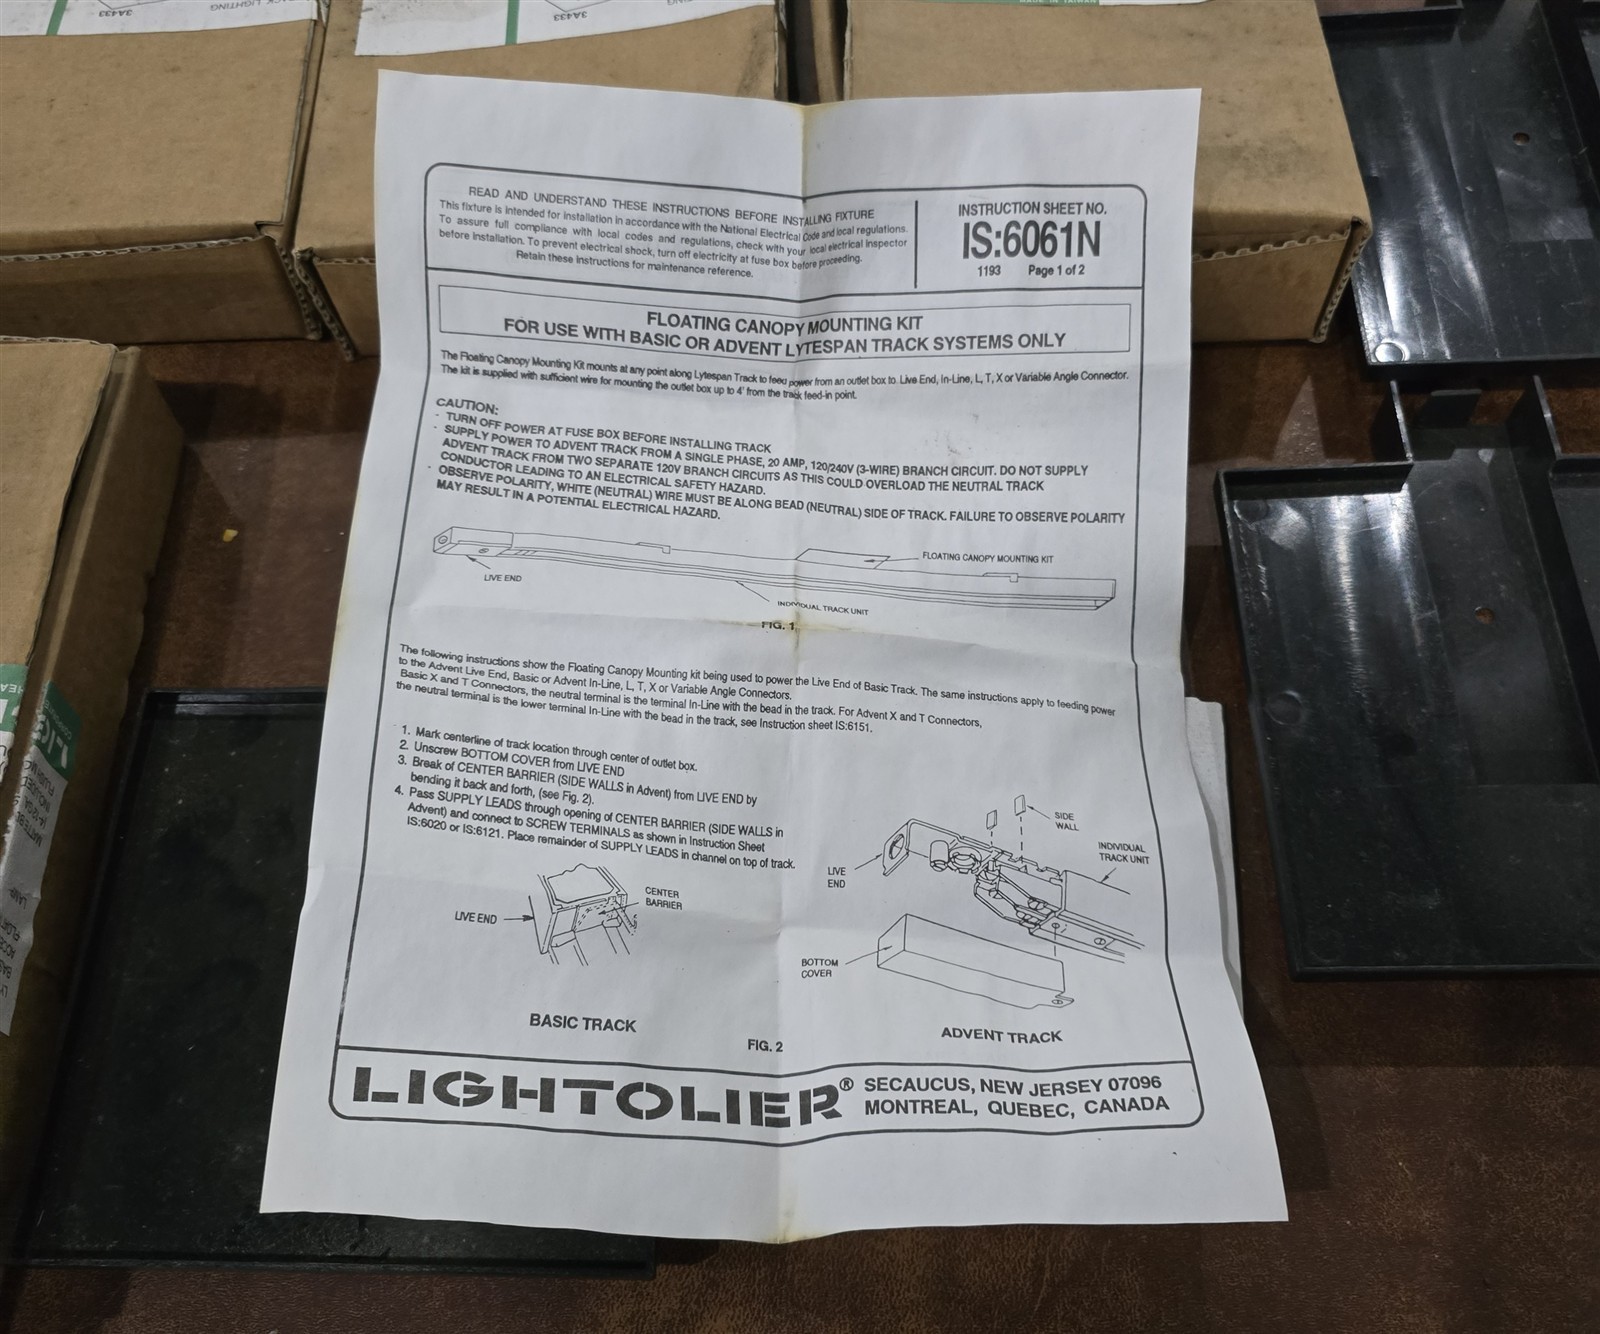 3A433
LIGHTING
3A433
MADE IN TAIWAN
READ AND UNDERSTAND THESE INSTRUCTIONS BEFORE INSTALLING FIXTURE
This fixture is intended for installation in accordance with the National Electrical Code and local regulations.
To assure full compliance with local codes and regulations, check with your local electrical inspector
before installation. To prevent electrical shock, turn off electricity at fuse box before proceeding.
Retain these instructions for maintenance reference.
INSTRUCTION SHEET NO.
IS:6061N
1193 Page 1 of 2
FLOATING CANOPY MOUNTING KIT
FOR USE WITH BASIC OR ADVENT LYTESPAN TRACK SYSTEMS ONLY
The Floating Canopy Mounting Kit mounts at any point along Lytespan Track to feed power from an outlet box to Live End, In-Line, L, T, X or Variable Angle Connector.
The kit is supplied with sufficient wire for mounting the outlet box up to 4' from the track feed-in point.
CAUTION:
- TURN OFF POWER AT FUSE BOX BEFORE INSTALLING TRACK
- SUPPLY POWER TO ADVENT TRACK FROM A SINGLE PHASE, 20 AMP, 120/240V (3-WIRE) BRANCH CIRCUIT. DO NOT SUPPLY
ADVENT TRACK FROM TWO SEPARATE 120V BRANCH CIRCUITS AS THIS COULD OVERLOAD THE NEUTRAL TRACK
CONDUCTOR LEADING TO AN ELECTRICAL SAFETY HAZARD.
- OBSERVE POLARITY, WHITE (NEUTRAL) WIRE MUST BE ALONG BEAD (NEUTRAL) SIDE OF TRACK. FAILURE TO OBSERVE POLARITY
MAY RESULT IN A POTENTIAL ELECTRICAL HAZARD.
FLOATING CANOPY MOUNTING KIT
LIVE END
INDIVIDUAL TRACK UNIT
FIG. 1
The following instructions show the Floating Canopy Mounting kit being used to power the Live End of Basic Track. The same instructions apply to feeding power
to the Advent Live End, Basic or Advent In-Line, L, T, X or Variable Angle Connectors.
Basic X and T Connectors, the neutral terminal is the terminal In-Line with the bead in the track. For Advent X and T Connectors,
the neutral terminal is the lower terminal In-Line with the bead in the track, see Instruction sheet IS:6151.
1. Mark centerline of track location through center of outlet box.
2. Unscrew BOTTOM COVER from LIVE END
3. Break of CENTER BARRIER (SIDE WALLS in Advent) from LIVE END by
bending it back and forth, (see Fig. 2).
4. Pass SUPPLY LEADS through opening of CENTER BARRIER (SIDE WALLS in
Advent) and connect to SCREW TERMINALS as shown in Instruction Sheet
IS:6020 or IS:6121. Place remainder of SUPPLY LEADS in channel on top of track.
SIDE
WALL
INDIVIDUAL
TRACK UNIT
LIVE
END
CENTER
BARRIER
LIVE END
BOTTOM
COVER
BASIC TRACK
ADVENT TRACK
FIG. 2
LIGHTOLIER® SECAUCUS, NEW JERSEY 07096
MONTREAL, QUEBEC, CANADA